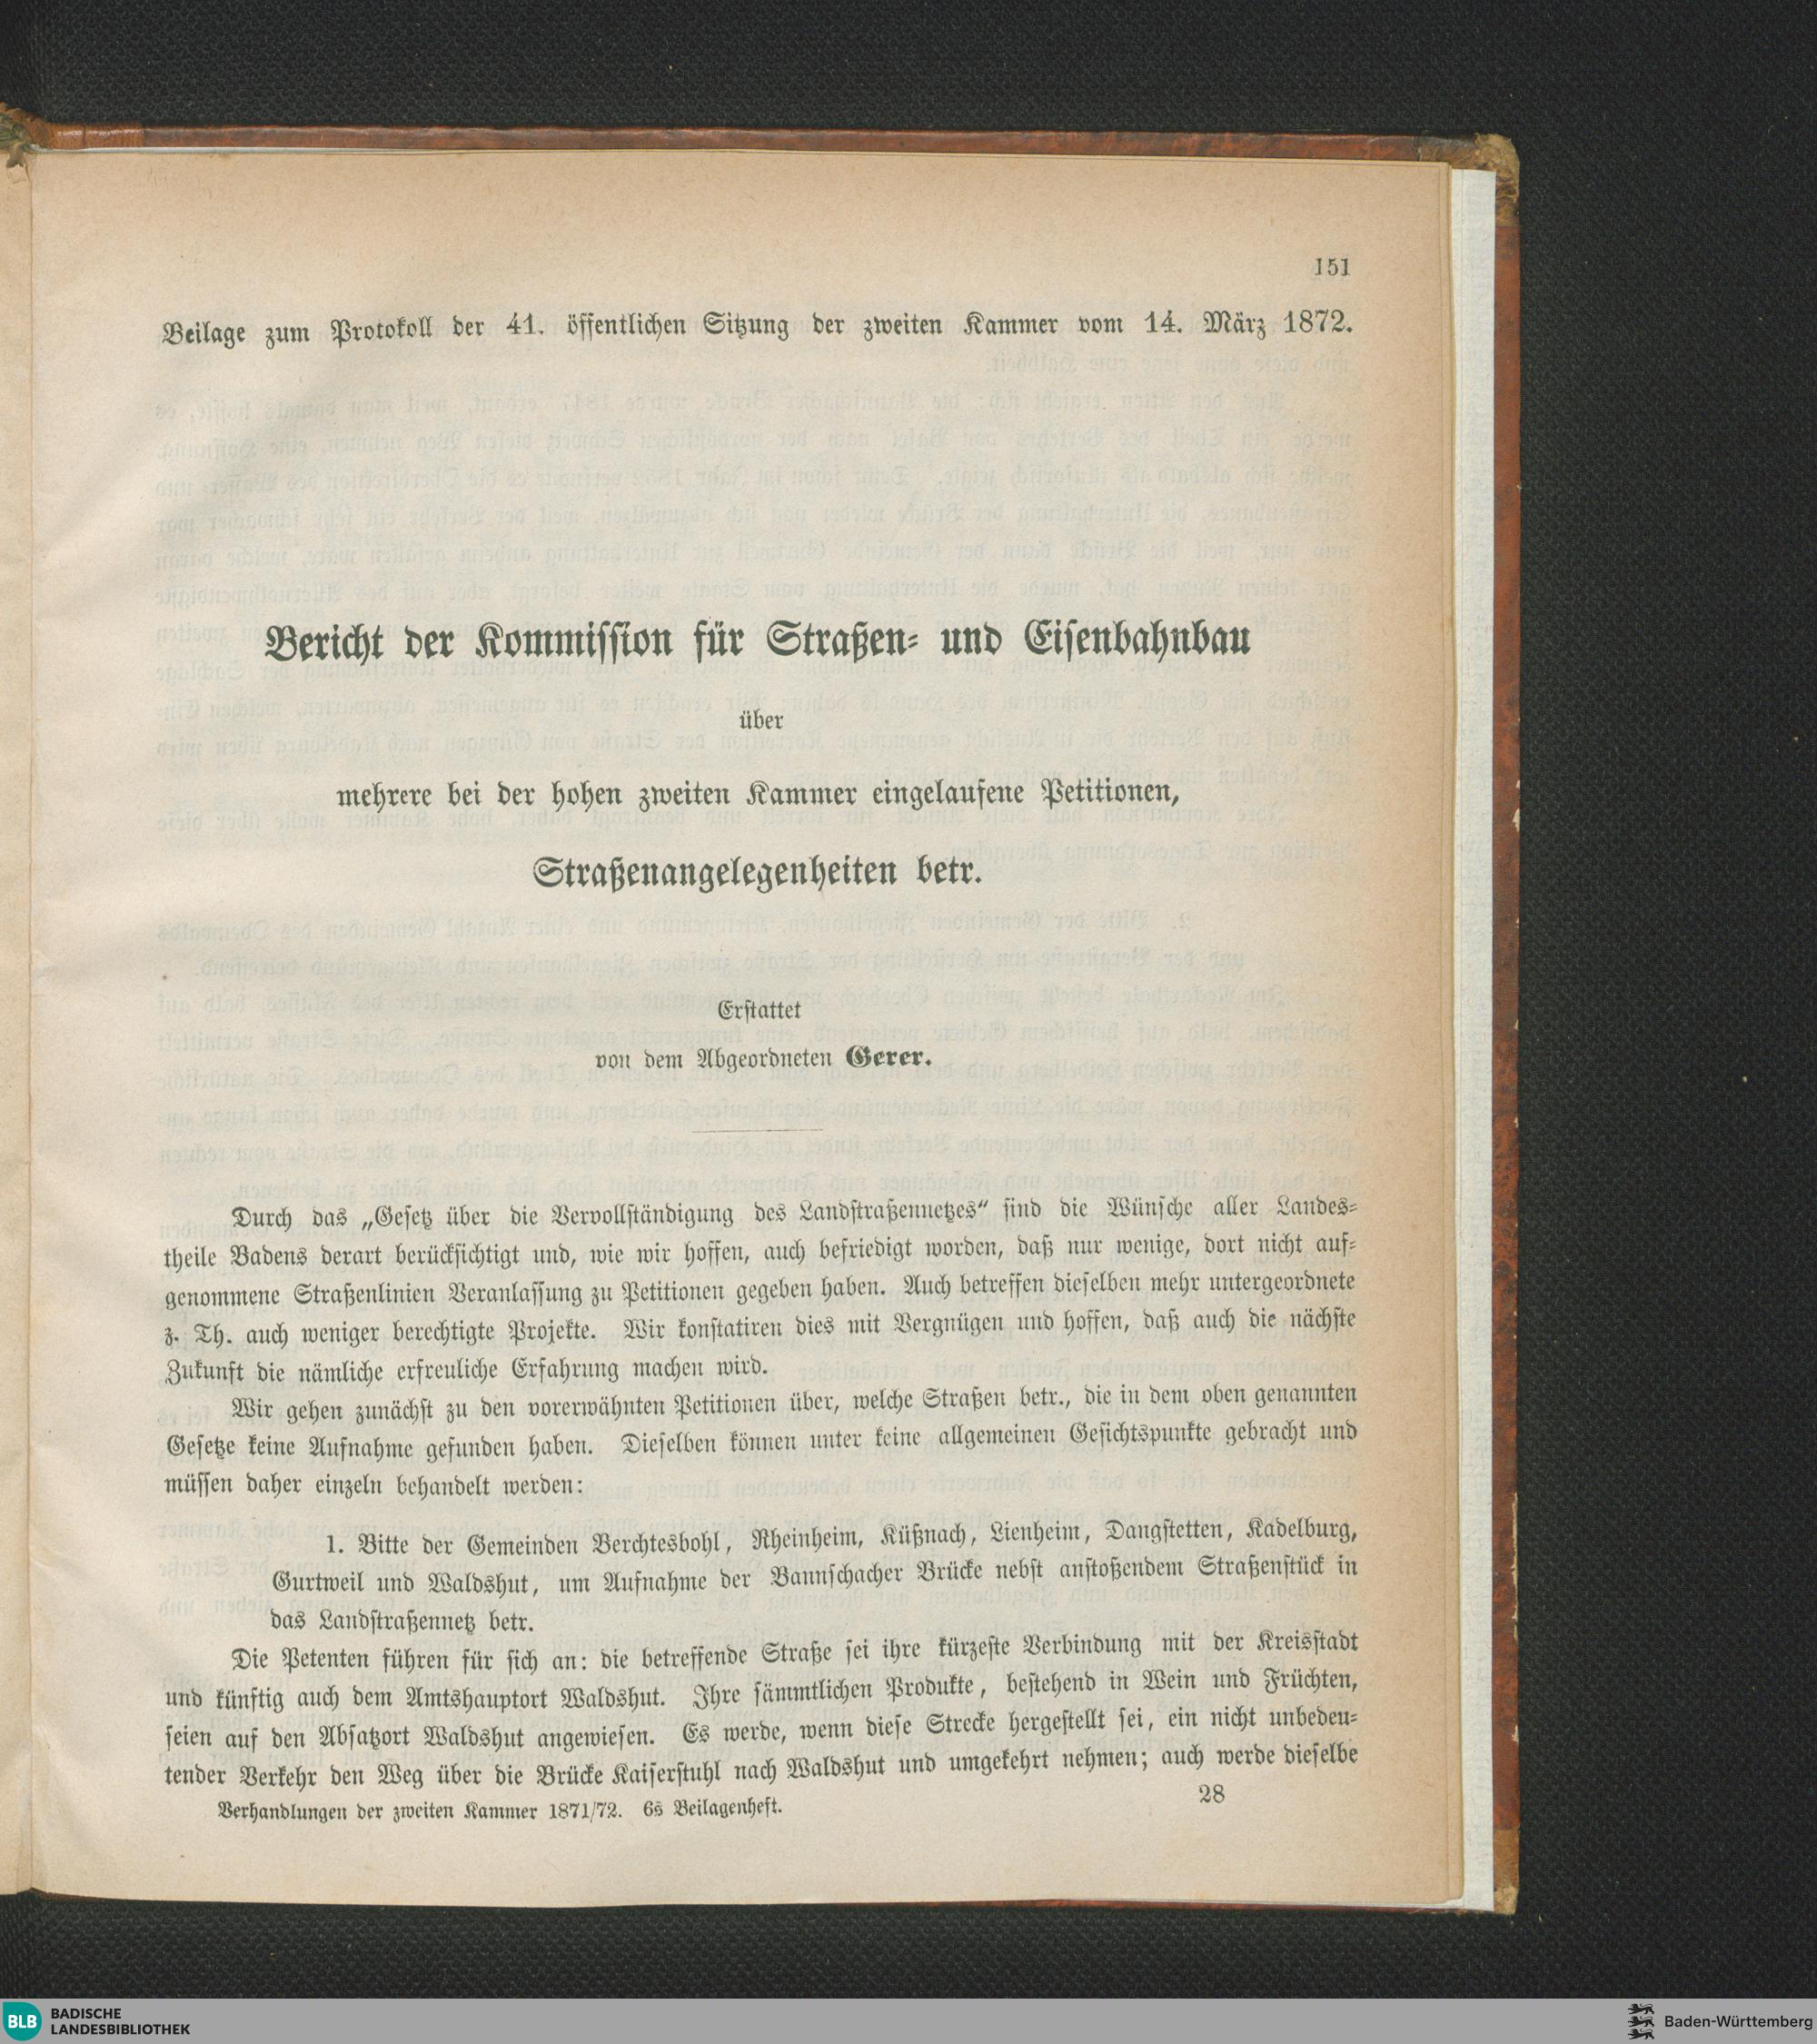 151
Beilage zum Protokoll der 41. öffentlichen Sitzung der zweiten Kammer vom 14. März 1872.
Bericht der Kommission für Straßen- und Eisenbahnbau
über
mehrere bei der hohen zweiten Kammer eingelaufene Petitionen,
Straßenangelegenheiten betr.
Erstattet
von dem Abgeordneten Gerer.
Durch das „Gesetz über die Vervollständigung des Landstraßennetzes“ sind die Wünsche aller Landes-
theile Badens derart berücksichtigt und, wie wir hoffen, auch befriedigt worden, daß nur wenige, dort nicht auf-
genommene Straßenlinien Veranlassung zu Petitionen gegeben haben. Auch betreffen dieselben mehr untergeordnete
z. Th. auch weniger berechtigte Projekte. Wir konstatiren dies mit Vergnügen und hoffen, daß auch die nächste
Zukunft die nämliche erfreuliche Erfahrung machen wird.
Wir gehen zunächst zu den vorerwähnten Petitionen über, welche Straßen betr., die in dem oben genannten
Gesetze keine Aufnahme gefunden haben. Dieselben können unter keine allgemeinen Gesichtspunkte gebracht und
müssen daher einzeln behandelt werden:
1. Bitte der Gemeinden Berchtesbohl, Rheinheim, Küßnach, Lienheim, Dangstetten, Kadelburg,
Gurtweil und Waldshut, um Aufnahme der Bannschacher Brücke nebst anstoßendem Straßenstück in
das Landstraßennetz betr.
Die Petenten führen für sich an: die betreffende Straße sei ihre kürzeste Verbindung mit der Kreisstadt
und künftig auch dem Amtshauptort Waldshut. Ihre sämmtlichen Produkte, bestehend in Wein und Früchten,
seien auf den Absatzort Waldshut angewiesen. Es werde, wenn diese Strecke hergestellt sei, ein nicht unbedeu-
tender Verkehr den Weg über die Brücke Kaiserstuhl nach Waldshut und umgekehrt nehmen; auch werde dieselbe
Verhandlungen der zweiten Kammer 1871/72. 6s Beilagenheft.
28
BLB BADISCHE
LANDESBIBLIOTHEK
Baden-Württemberg